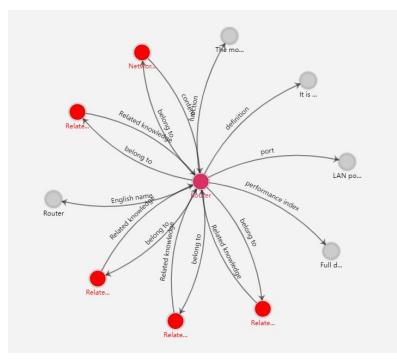 The mo...
Networ...
function
contain
belong to
It is ...
definition
Relate...
Related knowledge
belong to
port
LAN po...
Router
English name
Router
performance index
Full d...
Related knowledge
belong to
Relate...
Related knowledge
belong to
Relate...
Related knowledge
belong to
Relate...